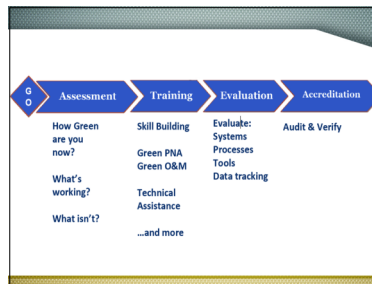 GO
Assessment
Training
Evaluation
Accreditation
How Green
are you
now?
What's
working?
What isn't?
Skill Building
Green PNA
Green O&M
Technical
Assistance
...and more
Evaluate:
Systems
Processes
Tools
Data tracking
Audit & Verify